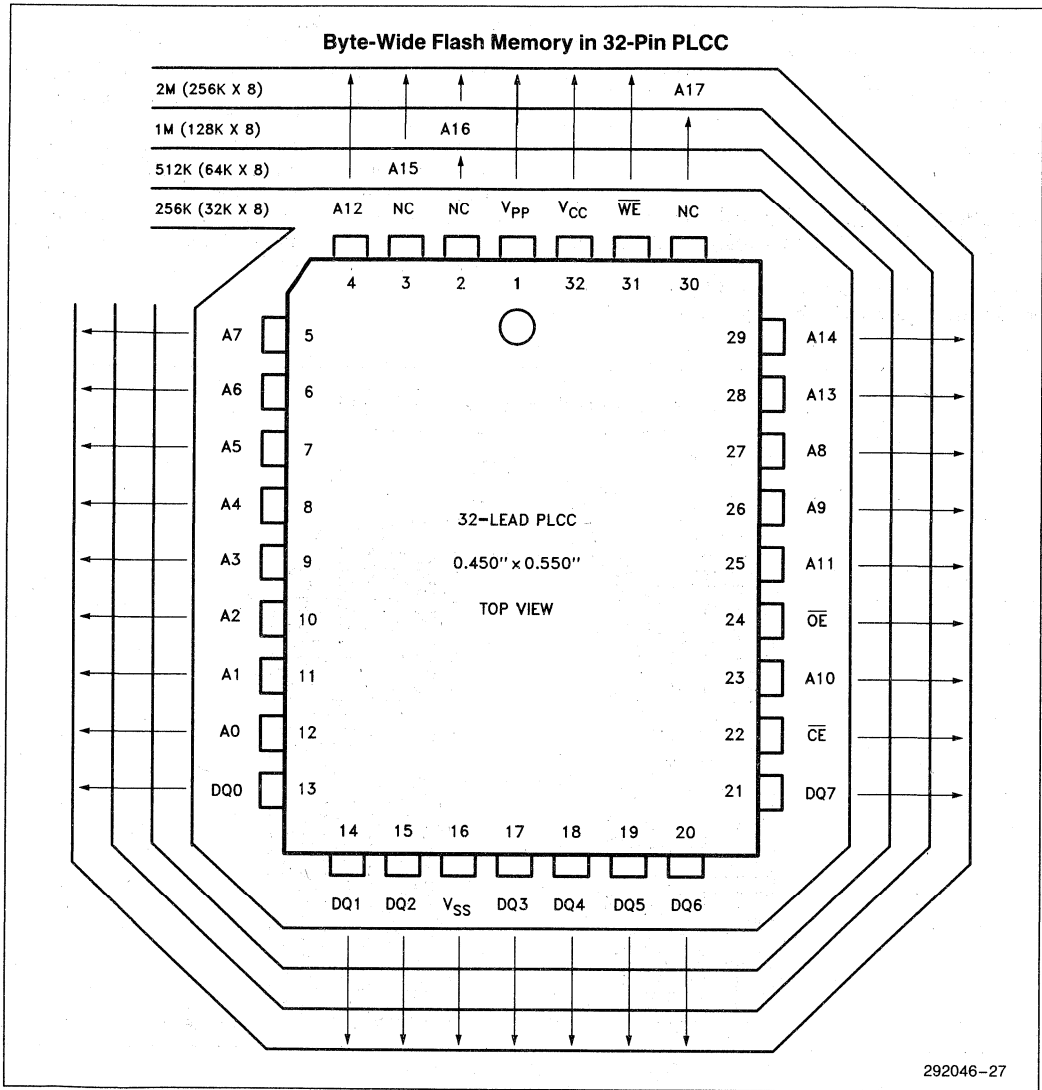 Byte-Wide Flash Memory in 32-Pin PLCC
2M (256K X 8) A17
1M (128K X 8) A16
512K (64K X 8) A15
256K (32K X 8) A12 NC NC VPP VCC W̅E̅ NC
4 3 2 1 32 31 30
A7 5 29 A14
A6 6 28 A13
A5 7 27 A8
A4 8 26 A9
32-LEAD PLCC
A3 9 0.450" x 0.550" 25 A11
TOP VIEW
A2 10 24 O̅E̅
A1 11 23 A10
A0 12 22 C̅E̅
DQ0 13 21 DQ7
14 15 16 17 18 19 20
DQ1 DQ2 VSS DQ3 DQ4 DQ5 DQ6
292046–27